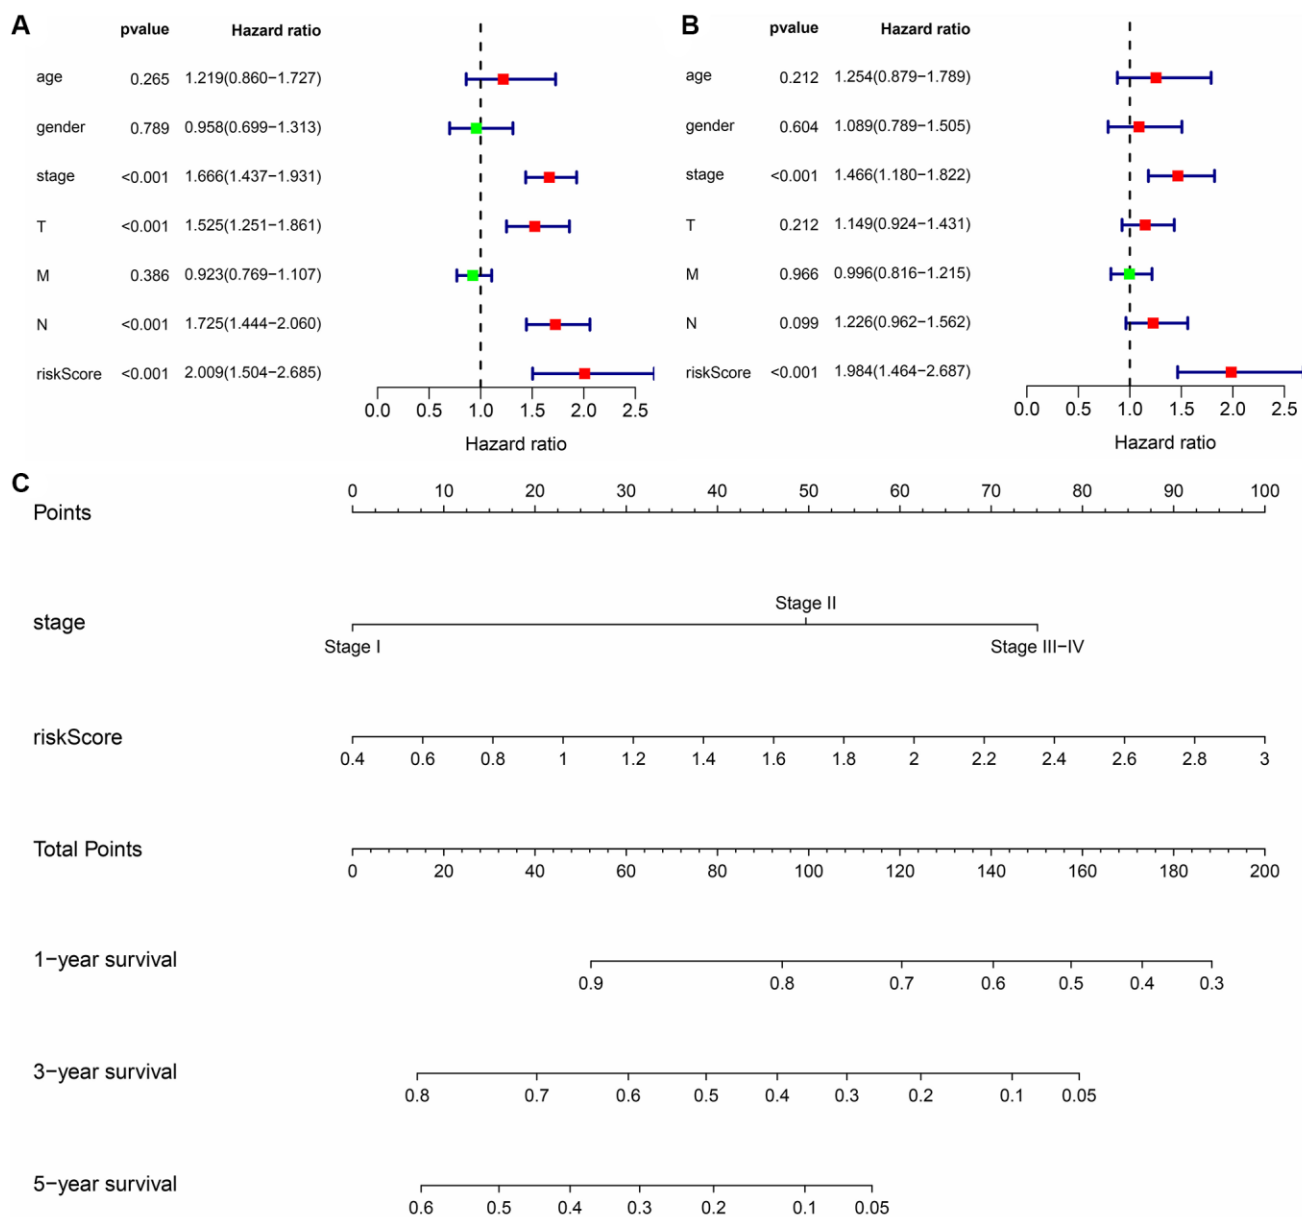 A
pvalue Hazard ratio
age 0.265 1.219(0.860−1.727)
gender 0.789 0.958(0.699−1.313)
stage <0.001 1.666(1.437−1.931)
T <0.001 1.525(1.251−1.861)
M 0.386 0.923(0.769−1.107)
N <0.001 1.725(1.444−2.060)
riskScore <0.001 2.009(1.504−2.685)
0.0 0.5 1.0 1.5 2.0 2.5
Hazard ratio
B
pvalue Hazard ratio
age 0.212 1.254(0.879−1.789)
gender 0.604 1.089(0.789−1.505)
stage <0.001 1.466(1.180−1.822)
T 0.212 1.149(0.924−1.431)
M 0.966 0.996(0.816−1.215)
N 0.099 1.226(0.962−1.562)
riskScore <0.001 1.984(1.464−2.687)
0.0 0.5 1.0 1.5 2.0 2.5
Hazard ratio
C
0 10 20 30 40 50 60 70 80 90 100
Points
Stage II
stage
Stage I Stage III−IV
riskScore
0.4 0.6 0.8 1 1.2 1.4 1.6 1.8 2 2.2 2.4 2.6 2.8 3
Total Points
0 20 40 60 80 100 120 140 160 180 200
1−year survival
0.9 0.8 0.7 0.6 0.5 0.4 0.3
3−year survival
0.8 0.7 0.6 0.5 0.4 0.3 0.2 0.1 0.05
5−year survival
0.6 0.5 0.4 0.3 0.2 0.1 0.05